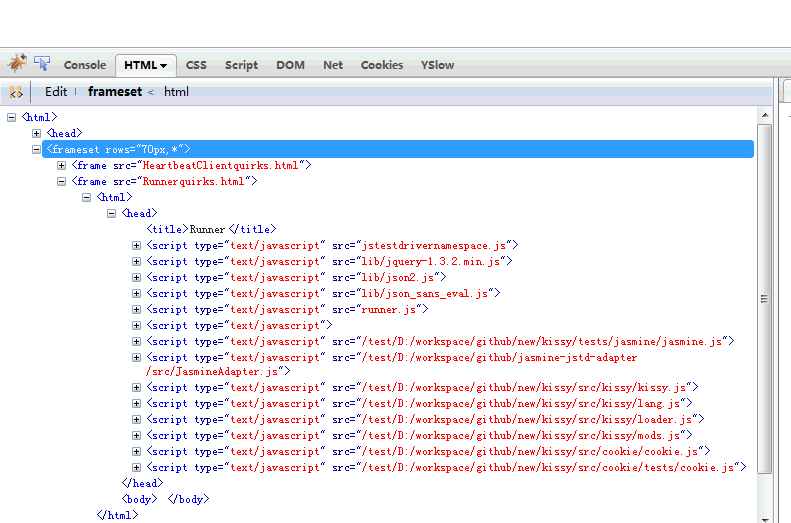 Console HTML CSS Script DOM Net Cookies YSlow
Edit frameset < html
<html>
<head>
<frameset rows="70px,*">
<frame src="HeartbeatClientquirks.html">
<frame src="Runnerquirks.html">
<html>
<head>
<title>Runner</title>
<script type="text/javascript" src="jstestdrivernamespace.js">
<script type="text/javascript" src="lib/jquery-1.3.2.min.js">
<script type="text/javascript" src="lib/json2.js">
<script type="text/javascript" src="lib/json_sans_eval.js">
<script type="text/javascript" src="runner.js">
<script type="text/javascript">
<script type="text/javascript" src="/test/D:/workspace/github/new/kissy/tests/jasmine/jasmine.js">
<script type="text/javascript" src="/test/D:/workspace/github/jasmine-jstd-adapter
/src/JasmineAdapter.js">
<script type="text/javascript" src="/test/D:/workspace/github/new/kissy/src/kissy/kissy.js">
<script type="text/javascript" src="/test/D:/workspace/github/new/kissy/src/kissy/lang.js">
<script type="text/javascript" src="/test/D:/workspace/github/new/kissy/src/kissy/loader.js">
<script type="text/javascript" src="/test/D:/workspace/github/new/kissy/src/kissy/mods.js">
<script type="text/javascript" src="/test/D:/workspace/github/new/kissy/src/cookie/cookie.js">
<script type="text/javascript" src="/test/D:/workspace/github/new/kissy/src/cookie/tests/cookie.js">
</head>
<body> </body>
</html>